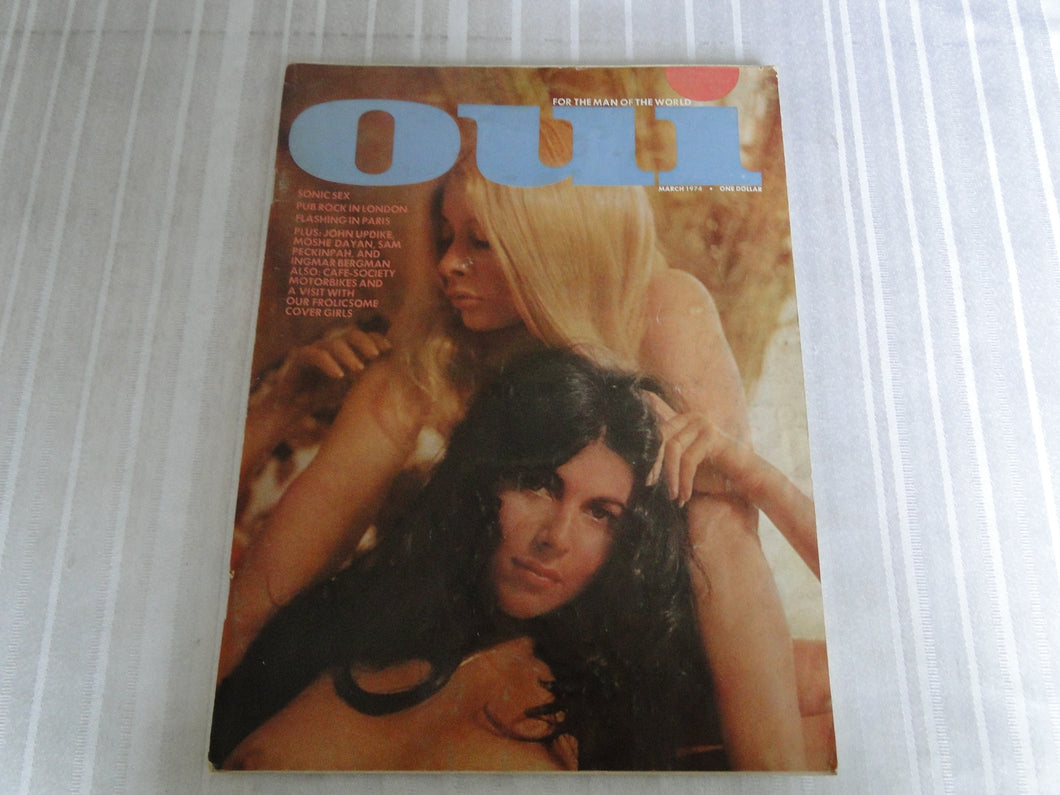 FOR THE MAN OF THE WORLD
oui
MARCH 1974 • ONE DOLLAR
SONIC SEX
PUB ROCK IN LONDON
FLASHING IN PARIS
PLUS: JOHN UPDIKE,
MOSHE DAYAN, SAM
PECKINPAH, AND
INGMAR BERGMAN
ALSO: CAFE-SOCIETY
MOTORBIKES AND
A VISIT WITH
OUR FROLICSOME
COVER GIRLS